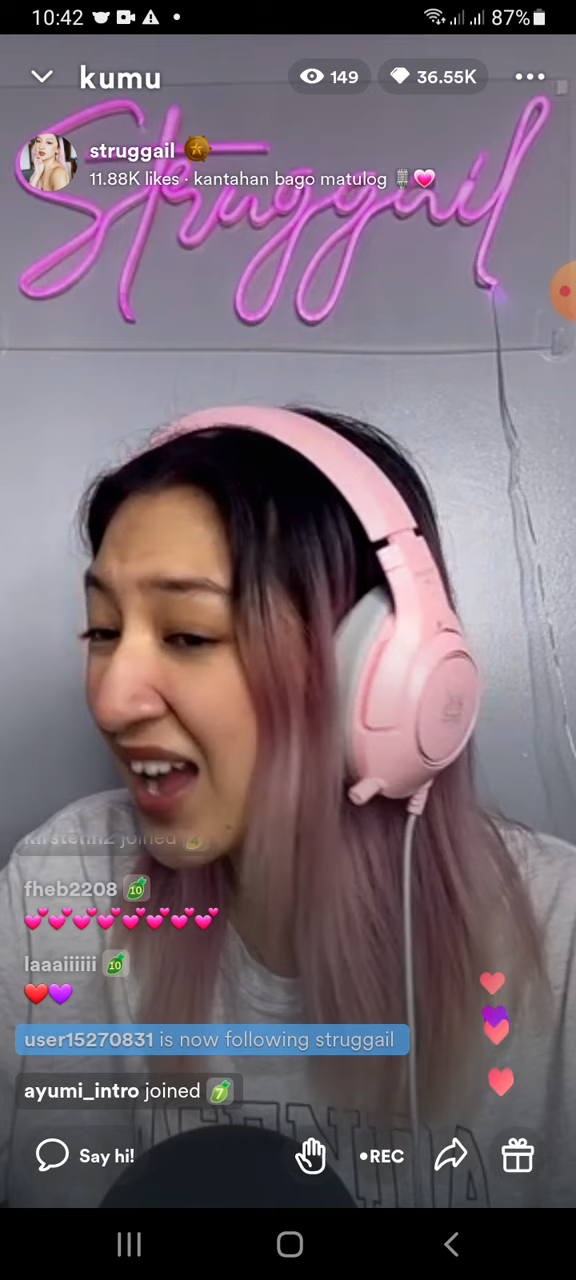 10:42
87%
kumu
149
36.55K
Struggail
struggail
11.88K likes · kantahan bago matulog 🎙️💗
kirstenn2 joined
fheb2208 10
💕💕💕💕💕💕💕💕
laaaiiiiii 10
❤️💜
user15270831 is now following struggail
ayumi_intro joined 7
Say hi!
•REC